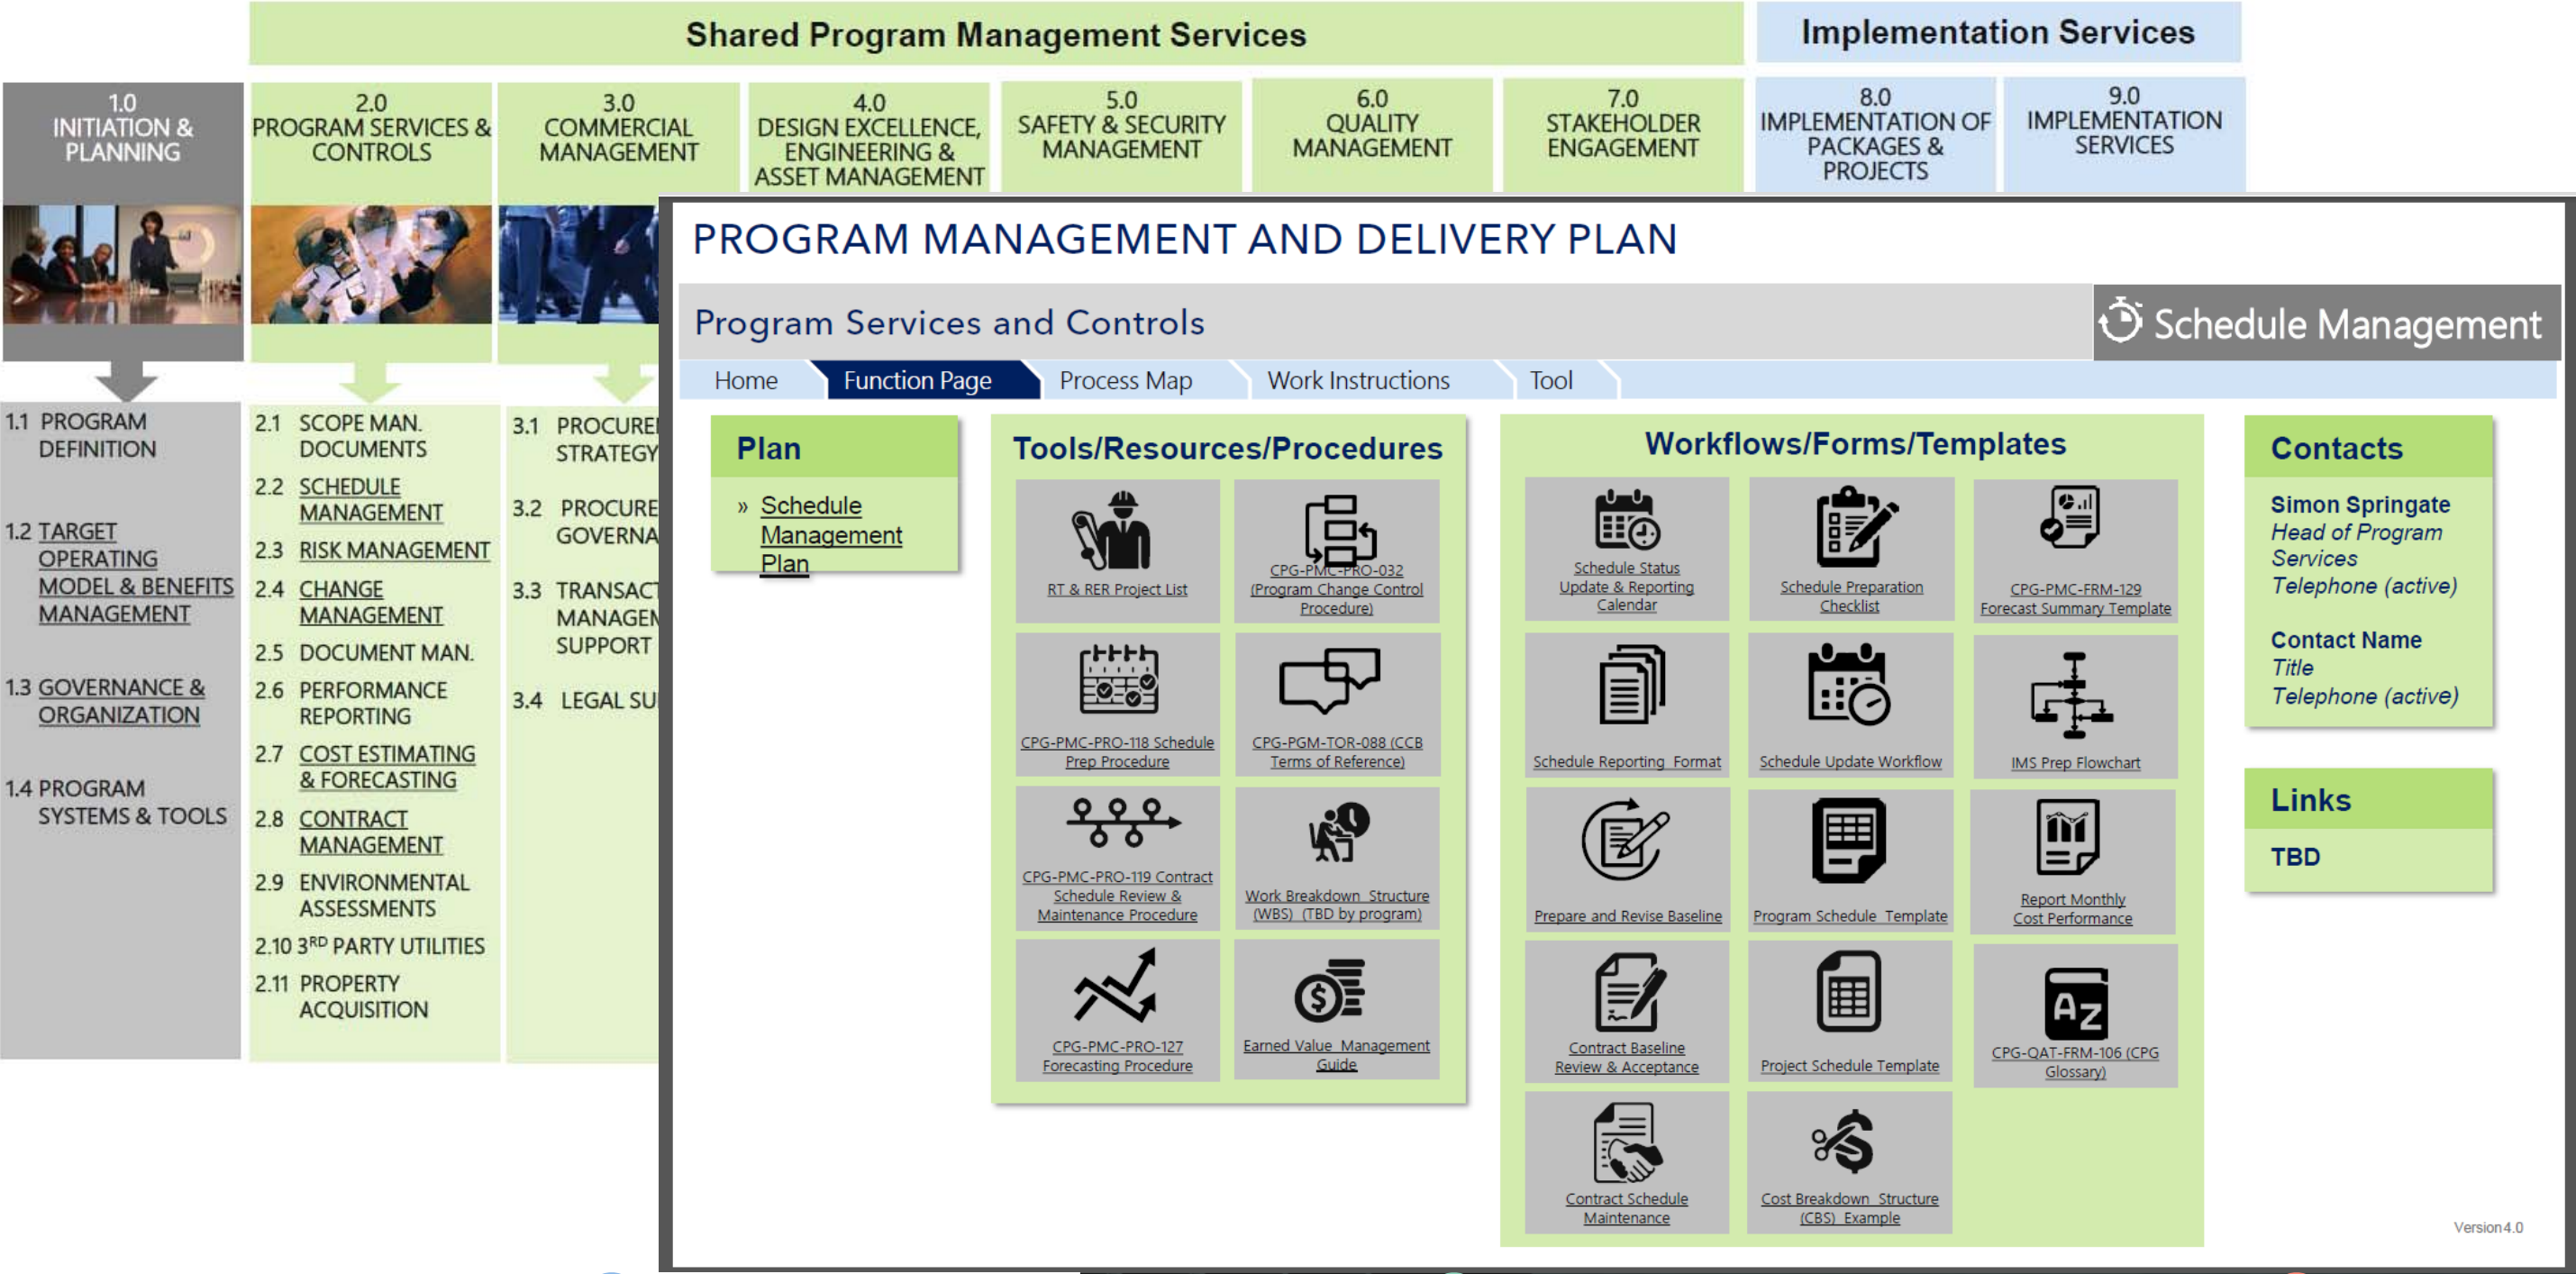 Shared Program Management Services
Implementation Services
1.0
INITIATION &
PLANNING
2.0
PROGRAM SERVICES &
CONTROLS
3.0
COMMERCIAL
MANAGEMENT
4.0
DESIGN EXCELLENCE,
ENGINEERING &
ASSET MANAGEMENT
5.0
SAFETY & SECURITY
MANAGEMENT
6.0
QUALITY
MANAGEMENT
7.0
STAKEHOLDER
ENGAGEMENT
8.0
IMPLEMENTATION OF
PACKAGES &
PROJECTS
9.0
IMPLEMENTATION
SERVICES
1.1 PROGRAM
DEFINITION
1.2 TARGET
OPERATING
MODEL & BENEFITS
MANAGEMENT
1.3 GOVERNANCE &
ORGANIZATION
1.4 PROGRAM
SYSTEMS & TOOLS
2.1 SCOPE MAN.
DOCUMENTS
2.2 SCHEDULE
MANAGEMENT
2.3 RISK MANAGEMENT
2.4 CHANGE
MANAGEMENT
2.5 DOCUMENT MAN.
2.6 PERFORMANCE
REPORTING
2.7 COST ESTIMATING
& FORECASTING
2.8 CONTRACT
MANAGEMENT
2.9 ENVIRONMENTAL
ASSESSMENTS
2.10 3RD PARTY UTILITIES
2.11 PROPERTY
ACQUISITION
3.1 PROCURE
STRATEGY
3.2 PROCURE
GOVERNA
3.3 TRANSACT
MANAGEM
SUPPORT
3.4 LEGAL SU
PROGRAM MANAGEMENT AND DELIVERY PLAN
Program Services and Controls
Schedule Management
Home
Function Page
Process Map
Work Instructions
Tool
Plan
» Schedule
Management
Plan
Tools/Resources/Procedures
RT & RER Project List
CPG-PMC-PRO-032
(Program Change Control
Procedure)
CPG-PMC-PRO-118 Schedule
Prep Procedure
CPG-PGM-TOR-088 (CCB
Terms of Reference)
CPG-PMC-PRO-119 Contract
Schedule Review &
Maintenance Procedure
Work Breakdown Structure
(WBS) (TBD by program)
CPG-PMC-PRO-127
Forecasting Procedure
Earned Value Management
Guide
Workflows/Forms/Templates
Schedule Status
Update & Reporting
Calendar
Schedule Preparation
Checklist
CPG-PMC-FRM-129
Forecast Summary Template
Schedule Reporting Format
Schedule Update Workflow
IMS Prep Flowchart
Prepare and Revise Baseline
Program Schedule Template
Report Monthly
Cost Performance
Contract Baseline
Review & Acceptance
Project Schedule Template
AZ
CPG-QAT-FRM-106 (CPG
Glossary)
Contract Schedule
Maintenance
Cost Breakdown Structure
(CBS) Example
Contacts
Simon Springate
Head of Program
Services
Telephone (active)
Contact Name
Title
Telephone (active)
Links
TBD
Version 4.0